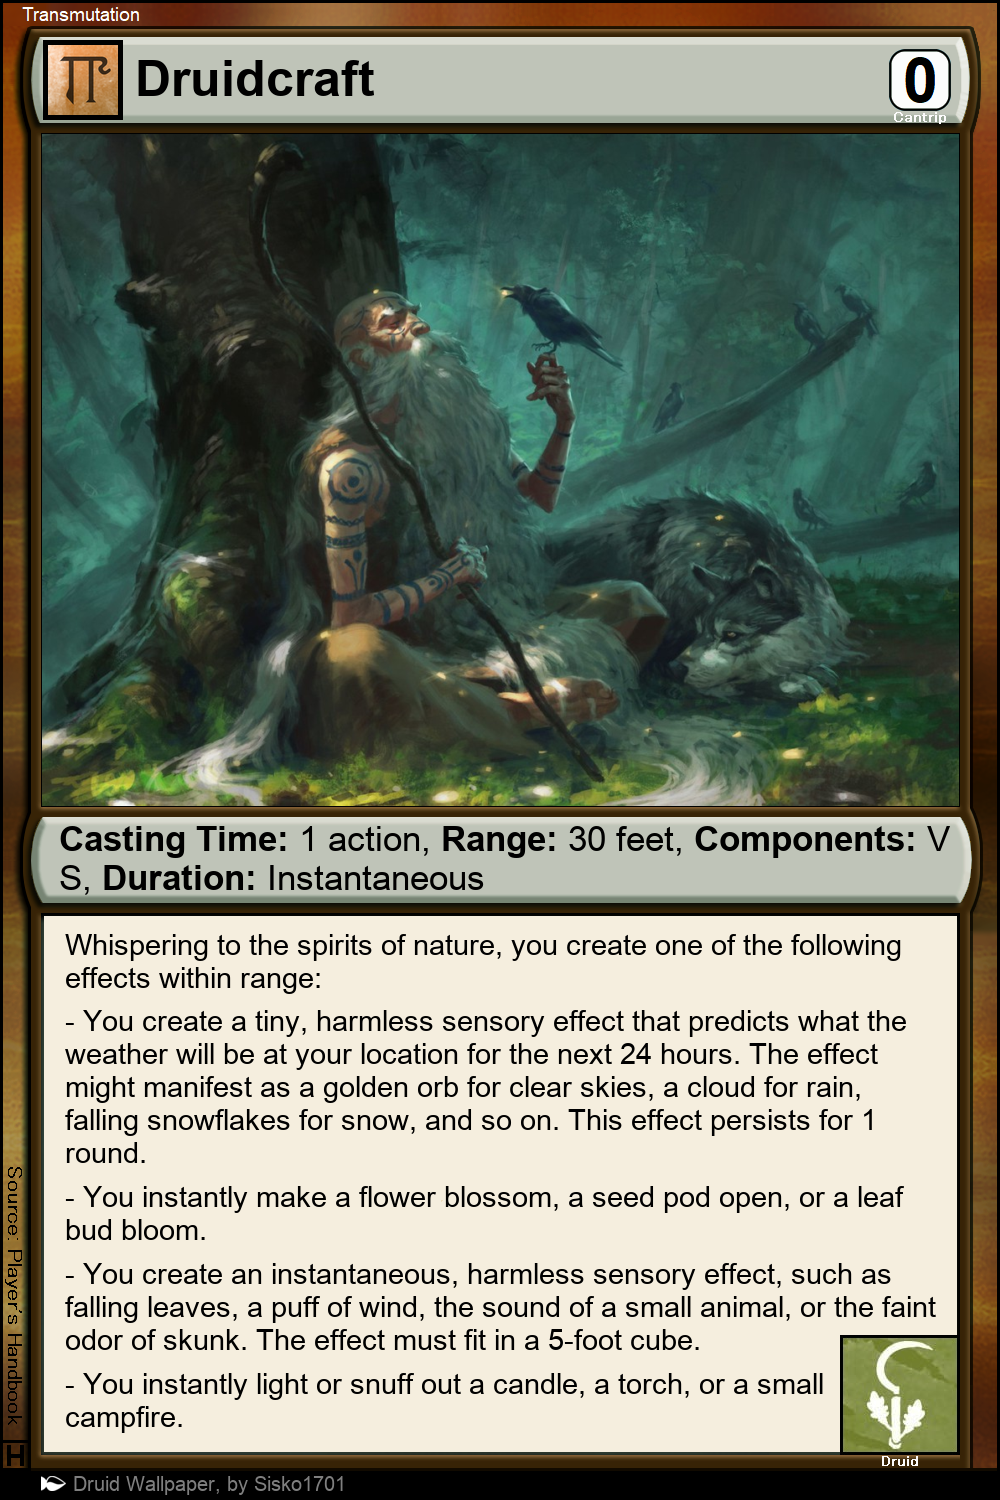 Transmutation
Druidcraft
0
Cantrip
Casting Time: 1 action, Range: 30 feet, Components: V
S, Duration: Instantaneous
Whispering to the spirits of nature, you create one of the following
effects within range:
- You create a tiny, harmless sensory effect that predicts what the
weather will be at your location for the next 24 hours. The effect
might manifest as a golden orb for clear skies, a cloud for rain,
falling snowflakes for snow, and so on. This effect persists for 1
round.
- You instantly make a flower blossom, a seed pod open, or a leaf
bud bloom.
- You create an instantaneous, harmless sensory effect, such as
falling leaves, a puff of wind, the sound of a small animal, or the faint
odor of skunk. The effect must fit in a 5-foot cube.
- You instantly light or snuff out a candle, a torch, or a small
campfire.
Druid
Source: Player's Handbook
H
Druid Wallpaper, by Sisko1701